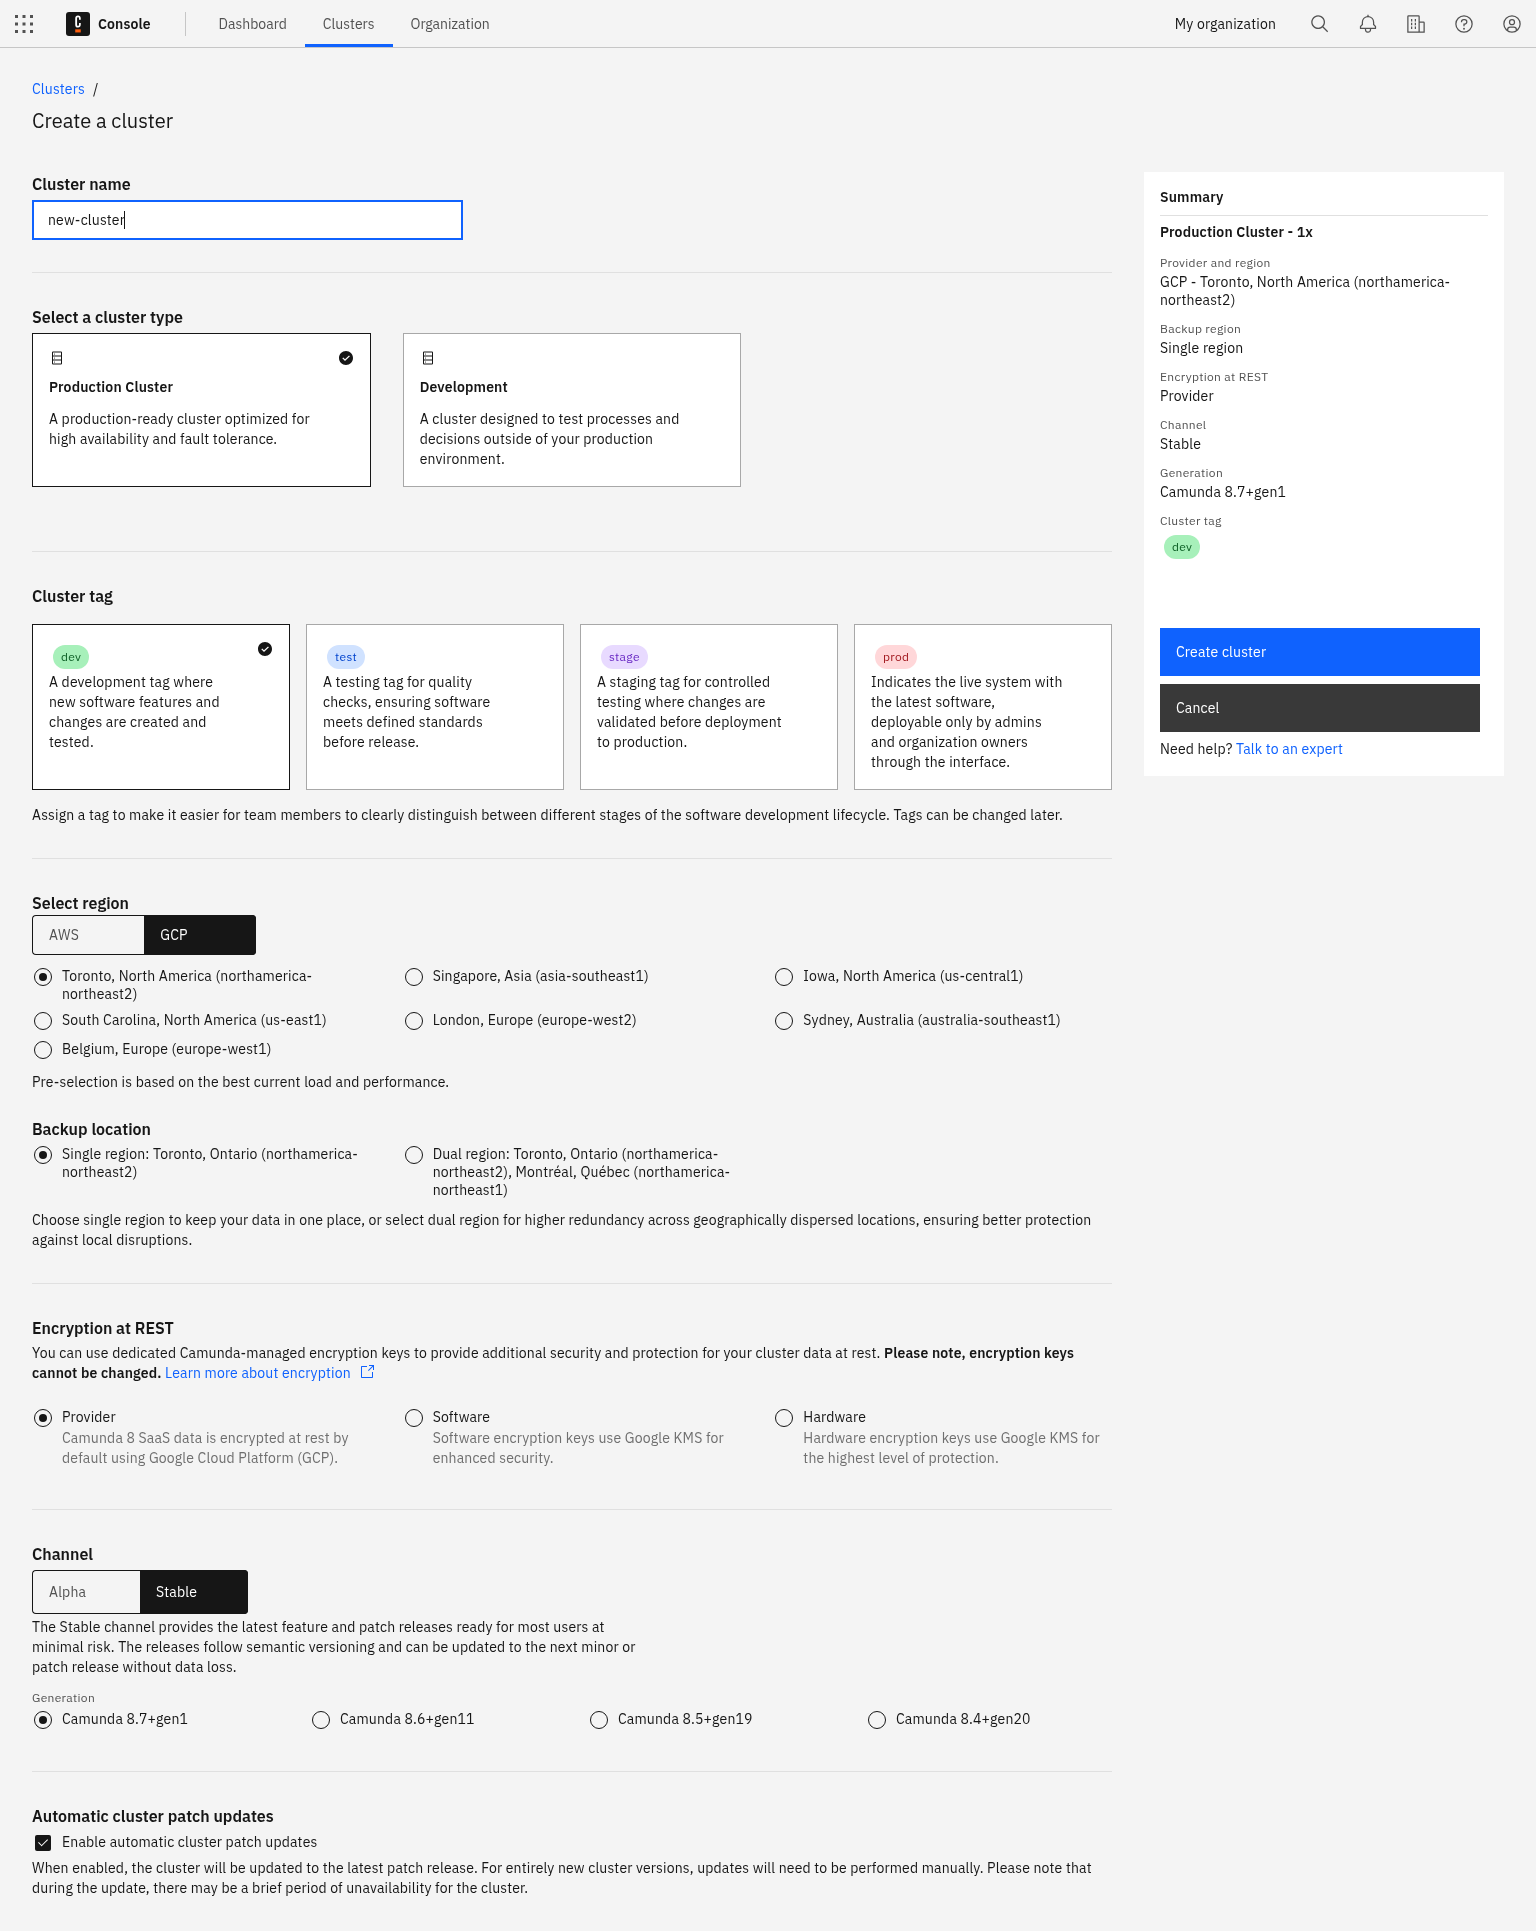 Console
Dashboard
Clusters
Organization
My organization
Clusters /
Create a cluster
Cluster name
new-cluster
Select a cluster type
Production Cluster
A production-ready cluster optimized for
high availability and fault tolerance.
Development
A cluster designed to test processes and
decisions outside of your production
environment.
Cluster tag
dev
A development tag where
new software features and
changes are created and
tested.
test
A testing tag for quality
checks, ensuring software
meets defined standards
before release.
stage
A staging tag for controlled
testing where changes are
validated before deployment
to production.
prod
Indicates the live system with
the latest software,
deployable only by admins
and organization owners
through the interface.
Assign a tag to make it easier for team members to clearly distinguish between different stages of the software development lifecycle. Tags can be changed later.
Select region
AWS
GCP
Toronto, North America (northamerica-
northeast2)
Singapore, Asia (asia-southeast1)
Iowa, North America (us-central1)
South Carolina, North America (us-east1)
London, Europe (europe-west2)
Sydney, Australia (australia-southeast1)
Belgium, Europe (europe-west1)
Pre-selection is based on the best current load and performance.
Backup location
Single region: Toronto, Ontario (northamerica-
northeast2)
Dual region: Toronto, Ontario (northamerica-
northeast2), Montréal, Québec (northamerica-
northeast1)
Choose single region to keep your data in one place, or select dual region for higher redundancy across geographically dispersed locations, ensuring better protection
against local disruptions.
Encryption at REST
You can use dedicated Camunda-managed encryption keys to provide additional security and protection for your cluster data at rest. Please note, encryption keys
cannot be changed. Learn more about encryption
Provider
Camunda 8 SaaS data is encrypted at rest by
default using Google Cloud Platform (GCP).
Software
Software encryption keys use Google KMS for
enhanced security.
Hardware
Hardware encryption keys use Google KMS for
the highest level of protection.
Channel
Alpha
Stable
The Stable channel provides the latest feature and patch releases ready for most users at
minimal risk. The releases follow semantic versioning and can be updated to the next minor or
patch release without data loss.
Generation
Camunda 8.7+gen1
Camunda 8.6+gen11
Camunda 8.5+gen19
Camunda 8.4+gen20
Automatic cluster patch updates
Enable automatic cluster patch updates
When enabled, the cluster will be updated to the latest patch release. For entirely new cluster versions, updates will need to be performed manually. Please note that
during the update, there may be a brief period of unavailability for the cluster.
Summary
Production Cluster - 1x
Provider and region
GCP - Toronto, North America (northamerica-
northeast2)
Backup region
Single region
Encryption at REST
Provider
Channel
Stable
Generation
Camunda 8.7+gen1
Cluster tag
dev
Create cluster
Cancel
Need help? Talk to an expert